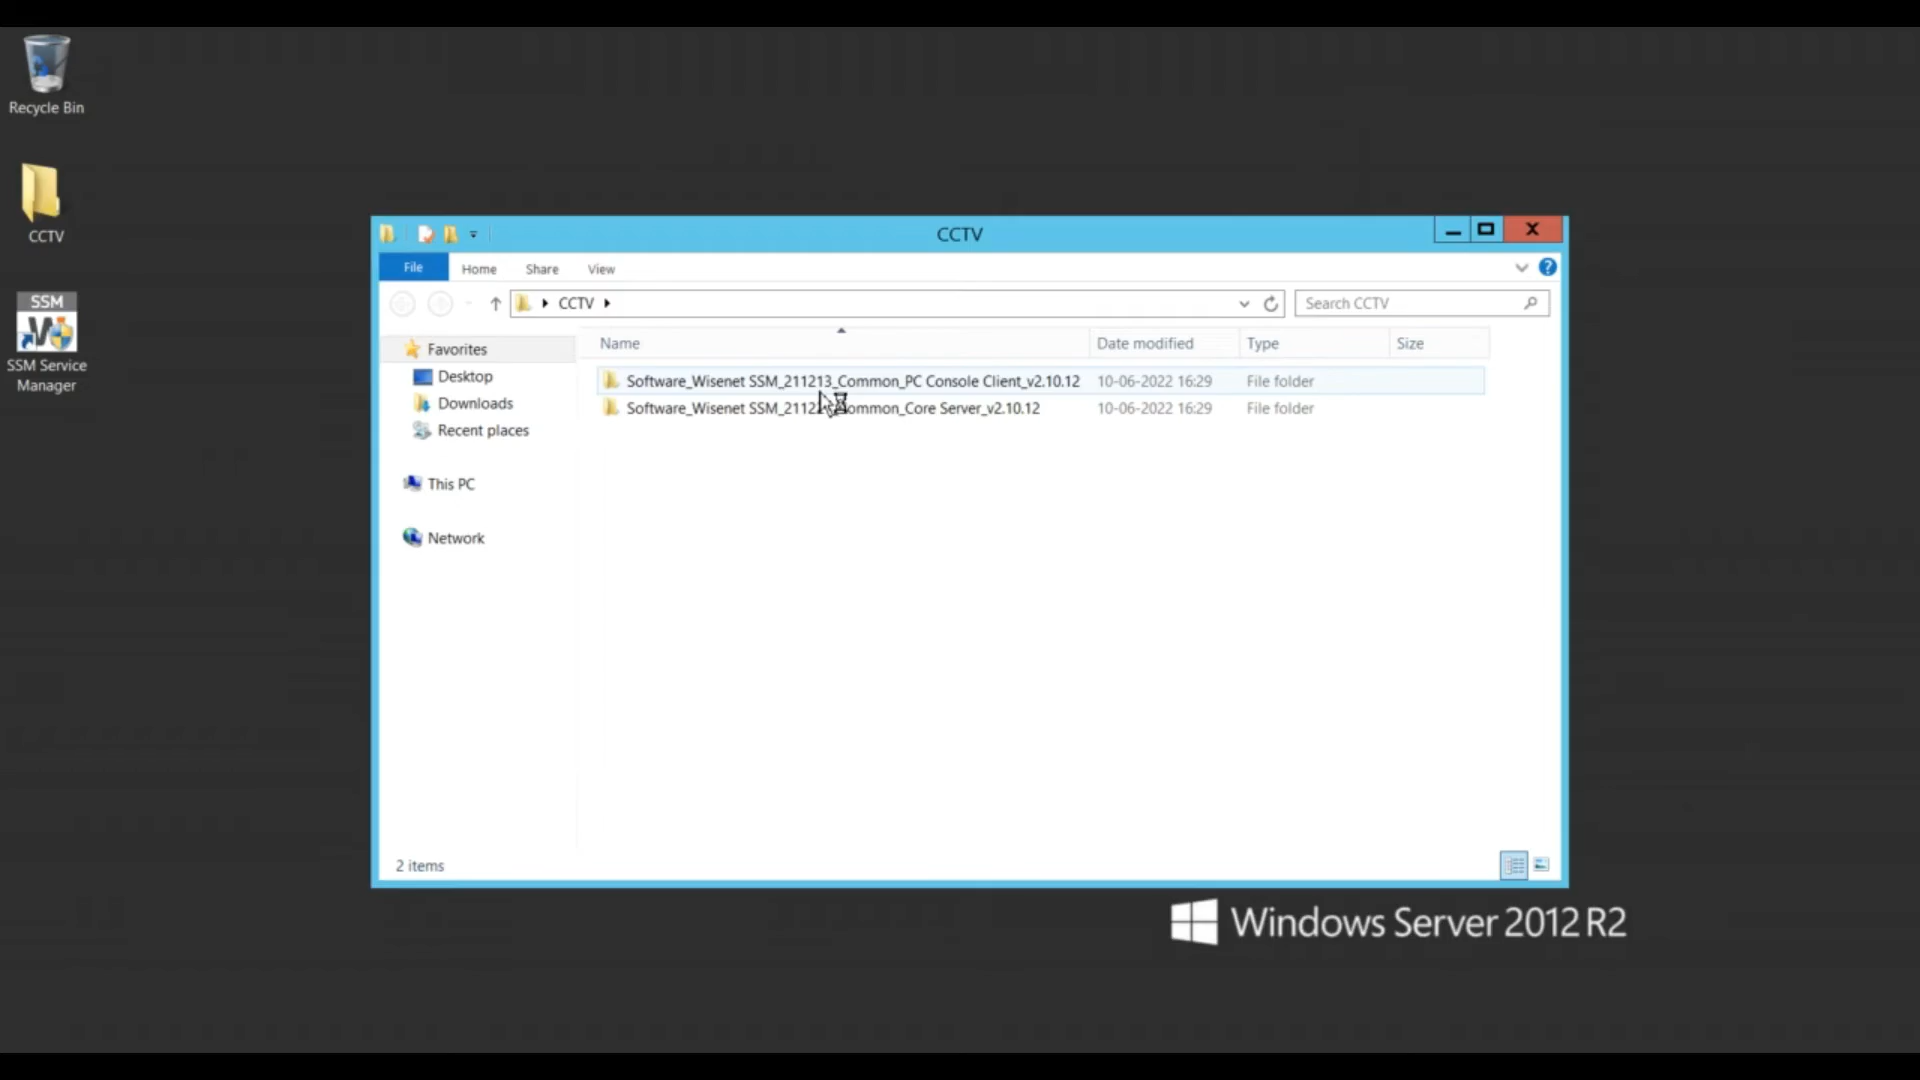 Recycle Bin
CCTV
SSM
SSM Service
Manager
CCTV
File
Home
Share
View
CCTV
Search CCTV
Name
Date modified
Type
Size
Favorites
Desktop
Downloads
Recent places
This PC
Network
Software_Wisenet SSM_211213_Common_PC Console Client_v2.10.12 10-06-2022 16:29 File folder
Core Server_v2.10.12 10-06-2022 16:29 File folder
2 items
Windows Server 2012 R2